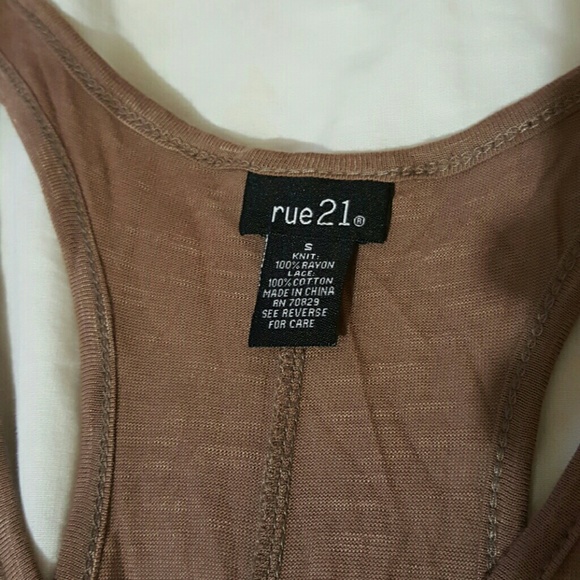 rue21®
S
KNIT:
100% RAYON
LACE:
100% COTTON
MADE IN CHINA
RN 70829
SEE REVERSE
FOR CARE